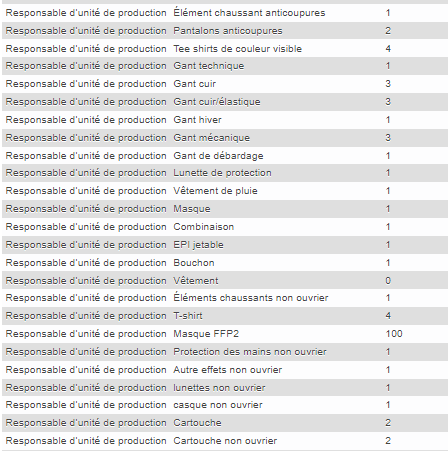 Responsable d'unité de production Élément chaussant anticoupures 1
Responsable d'unité de production Pantalons anticoupures 2
Responsable d'unité de production Tee shirts de couleur visible 4
Responsable d'unité de production Gant technique 1
Responsable d'unité de production Gant cuir 3
Responsable d'unité de production Gant cuir/élastique 3
Responsable d'unité de production Gant hiver 1
Responsable d'unité de production Gant mécanique 3
Responsable d'unité de production Gant de débardage 1
Responsable d'unité de production Lunette de protection 1
Responsable d'unité de production Vêtement de pluie 1
Responsable d'unité de production Masque 1
Responsable d'unité de production Combinaison 1
Responsable d'unité de production EPI jetable 1
Responsable d'unité de production Bouchon 1
Responsable d'unité de production Vêtement 0
Responsable d'unité de production Éléments chaussants non ouvrier 1
Responsable d'unité de production T-shirt 4
Responsable d'unité de production Masque FFP2 100
Responsable d'unité de production Protection des mains non ouvrier 1
Responsable d'unité de production Autre effets non ouvrier 1
Responsable d'unité de production lunettes non ouvrier 1
Responsable d'unité de production casque non ouvrier 1
Responsable d'unité de production Cartouche 2
Responsable d'unité de production Cartouche non ouvrier 2